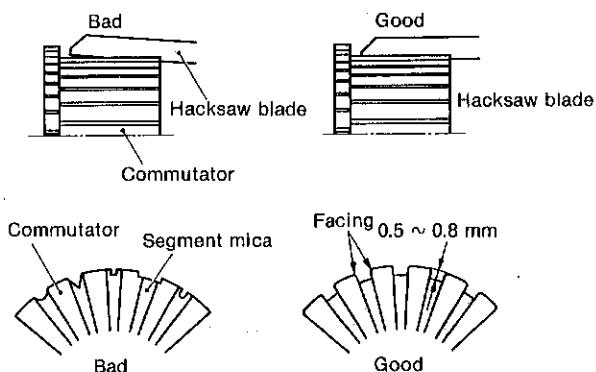 Bad
Good
Hacksaw blade
Hacksaw blade
Commutator
Commutator
Segment mica
Facing
0.5 ~ 0.8 mm
Bad
Good